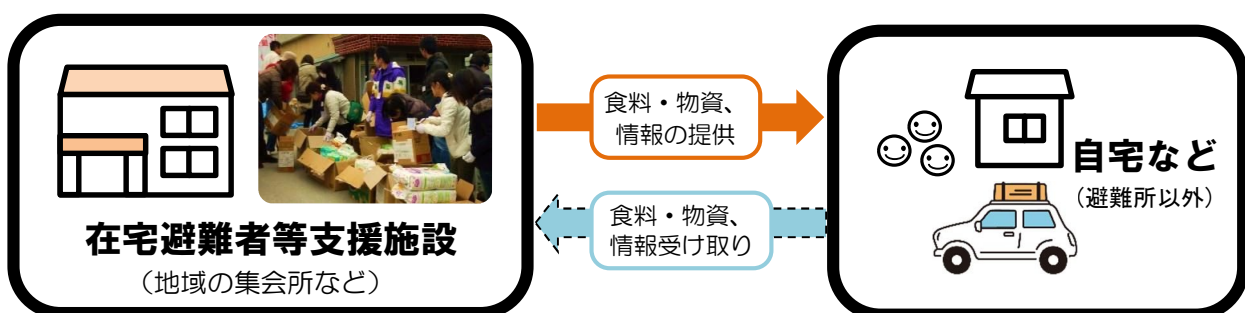 在宅避難者等支援施設
（地域の集会所など）
食料・物資、
情報の提供
食料・物資、
情報受け取り
自宅など
（避難所以外）